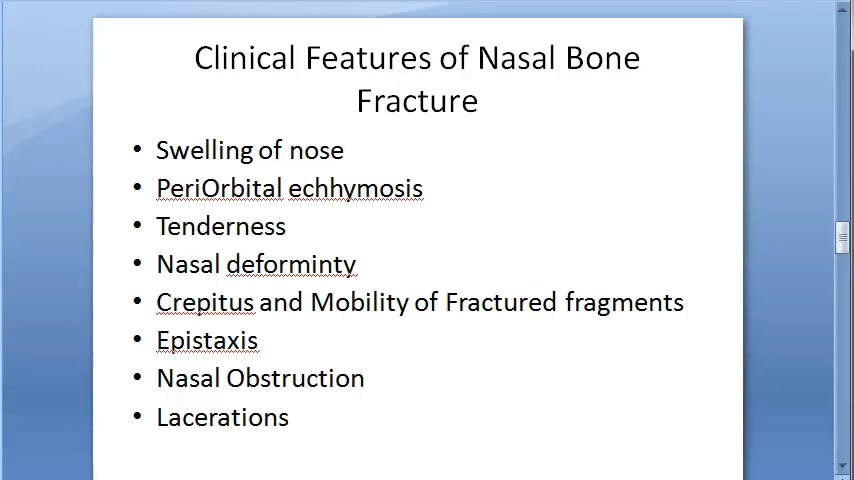 Clinical Features of Nasal Bone
Fracture
• Swelling of nose
• PeriOrbital echhymosis
• Tenderness
• Nasal deforminty
• Crepitus and Mobility of Fractured fragments
• Epistaxis
• Nasal Obstruction
• Lacerations